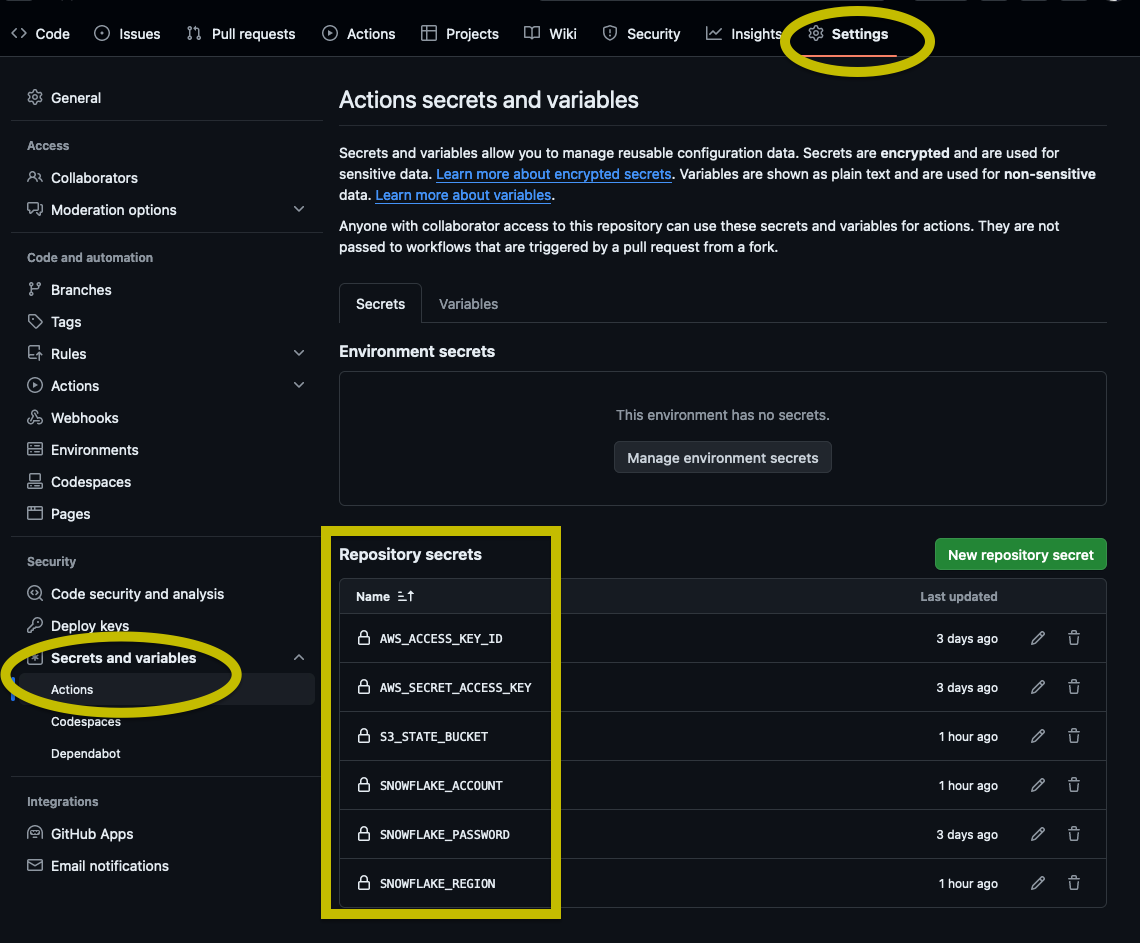 Code Issues Pull requests Actions Projects Wiki Security Insights Settings
General
Access
Collaborators
Moderation options
Code and automation
Branches
Tags
Rules
Actions
Webhooks
Environments
Codespaces
Pages
Security
Code security and analysis
Deploy keys
Secrets and variables
Actions
Codespaces
Dependabot
Integrations
GitHub Apps
Email notifications
Actions secrets and variables
Secrets and variables allow you to manage reusable configuration data. Secrets are encrypted and are used for
sensitive data. Learn more about encrypted secrets. Variables are shown as plain text and are used for non-sensitive
data. Learn more about variables.
Anyone with collaborator access to this repository can use these secrets and variables for actions. They are not
passed to workflows that are triggered by a pull request from a fork.
Secrets Variables
Environment secrets
This environment has no secrets.
Manage environment secrets
Repository secrets New repository secret
Name Last updated
AWS_ACCESS_KEY_ID 3 days ago
AWS_SECRET_ACCESS_KEY 3 days ago
S3_STATE_BUCKET 1 hour ago
SNOWFLAKE_ACCOUNT 1 hour ago
SNOWFLAKE_PASSWORD 3 days ago
SNOWFLAKE_REGION 1 hour ago